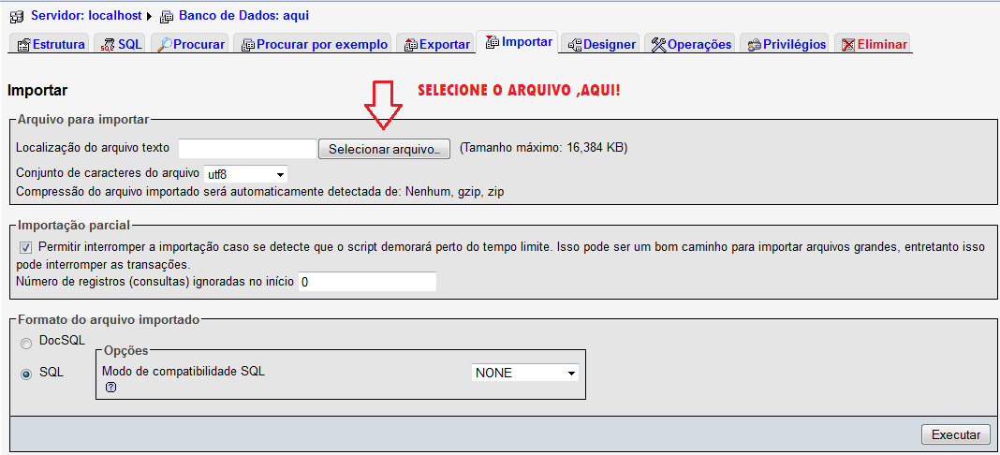 Servidor: localhost Banco de Dados: aqui
Estrutura SQL Procurar Procurar por exemplo Exportar Importar Designer Operações Privilégios Eliminar
SELECIONE O ARQUIVO ,AQUI!
Importar
Arquivo para importar
Localização do arquivo texto Selecionar arquivo... (Tamanho máximo: 16,384 KB)
Conjunto de caracteres do arquivo utf8
Compressão do arquivo importado será automaticamente detectada de: Nenhum, gzip, zip
Importação parcial
Permitir interromper a importação caso se detecte que o script demorará perto do tempo limite. Isso pode ser um bom caminho para importar arquivos grandes, entretanto isso
pode interromper as transações.
Número de registros (consultas) ignoradas no início 0
Formato do arquivo importado
DocSQL
Opções
SQL Modo de compatibilidade SQL NONE
?
Executar